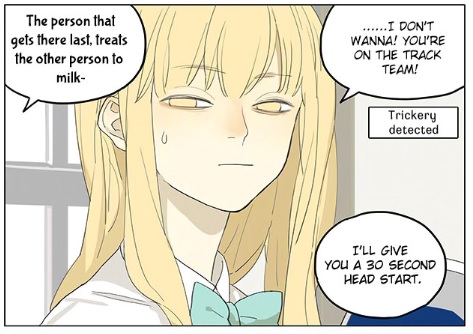 The person that
gets there last, treats
the other person to
milk-
......I DON'T
WANNA! YOU'RE
ON THE TRACK
TEAM!
Trickery
detected
I'LL GIVE
YOU A 30 SECOND
HEAD START.